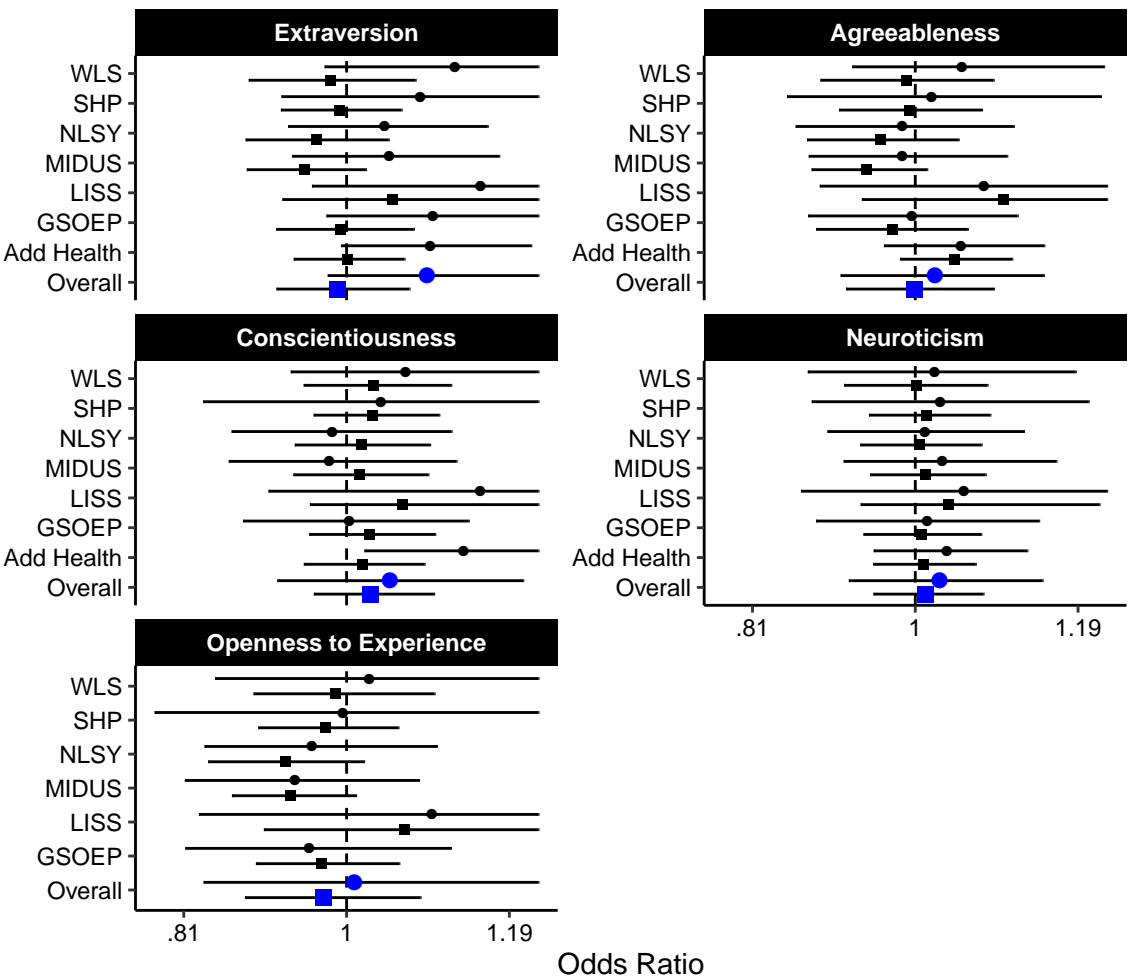 Extraversion
WLS
SHP
NLSY
MIDUS
LISS
GSOEP
Add Health
Overall
Agreeableness
WLS
SHP
NLSY
MIDUS
LISS
GSOEP
Add Health
Overall
Conscientiousness
WLS
SHP
NLSY
MIDUS
LISS
GSOEP
Add Health
Overall
Neuroticism
WLS
SHP
NLSY
MIDUS
LISS
GSOEP
Add Health
Overall
.81 1 1.19
Openness to Experience
WLS
SHP
NLSY
MIDUS
LISS
GSOEP
Overall
.81 1 1.19
Odds Ratio